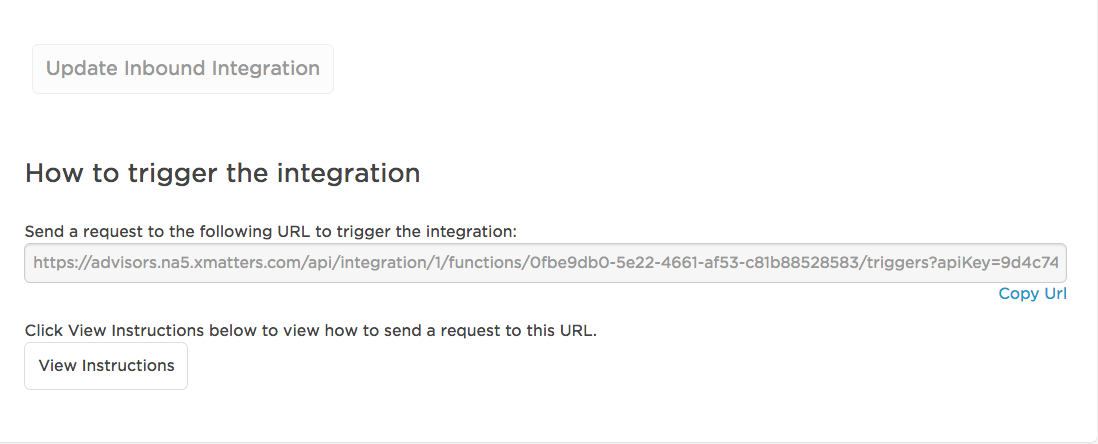 Update Inbound Integration
How to trigger the integration
Send a request to the following URL to trigger the integration:
https://advisors.na5.xmatters.com/api/integration/1/functions/0fbe9db0-5e22-4661-af53-c81b88528583/triggers?apiKey=9d4c74
Copy Url
Click View Instructions below to view how to send a request to this URL.
View Instructions